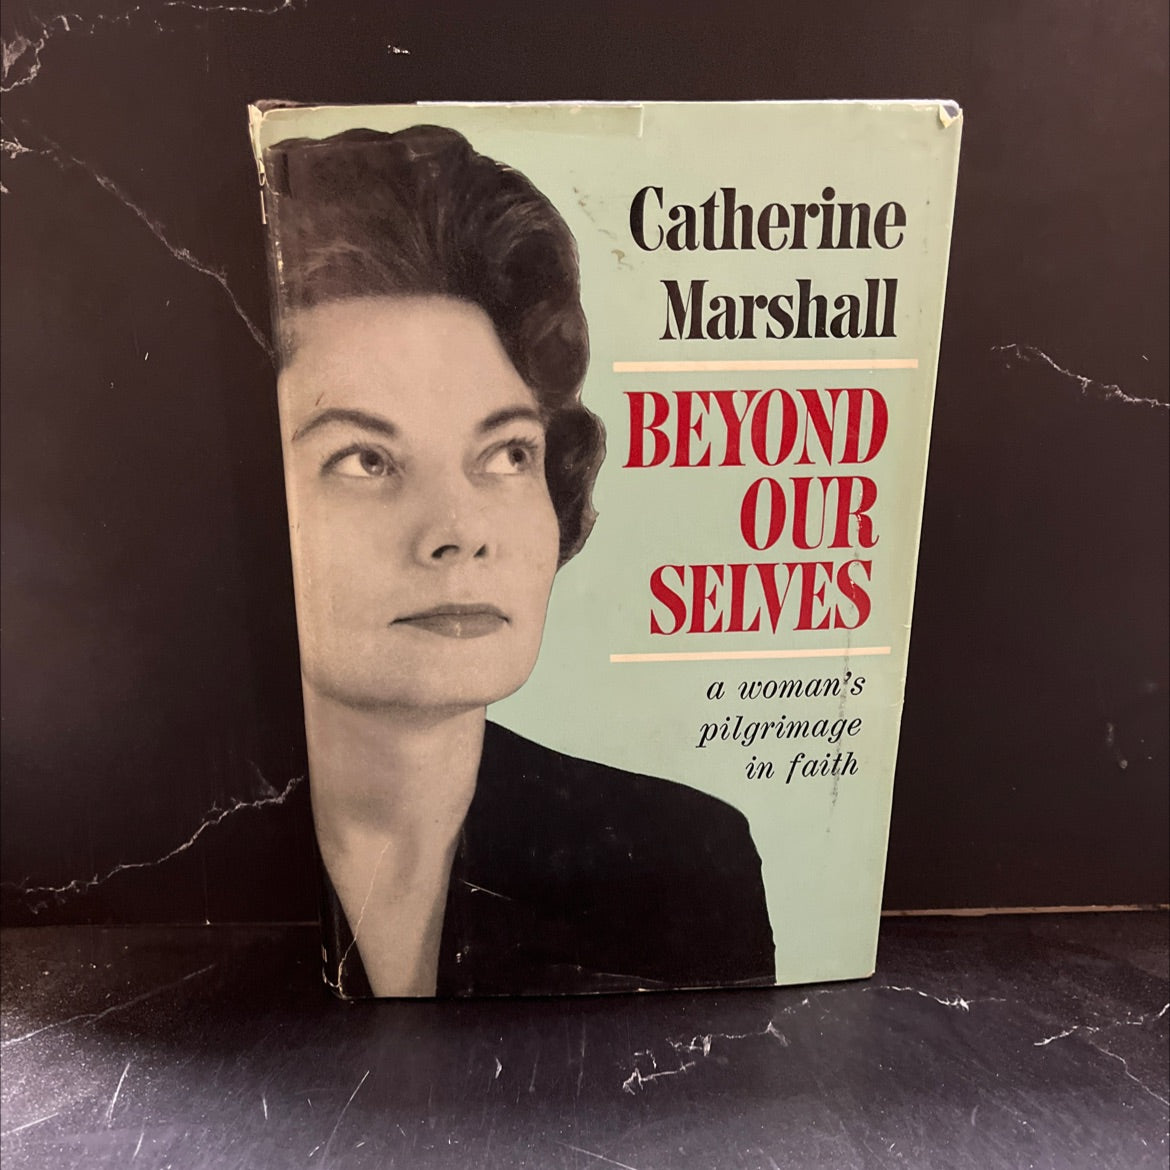 Catherine
Marshall
BEYOND
OUR
SELVES
a woman's
pilgrimage
in faith